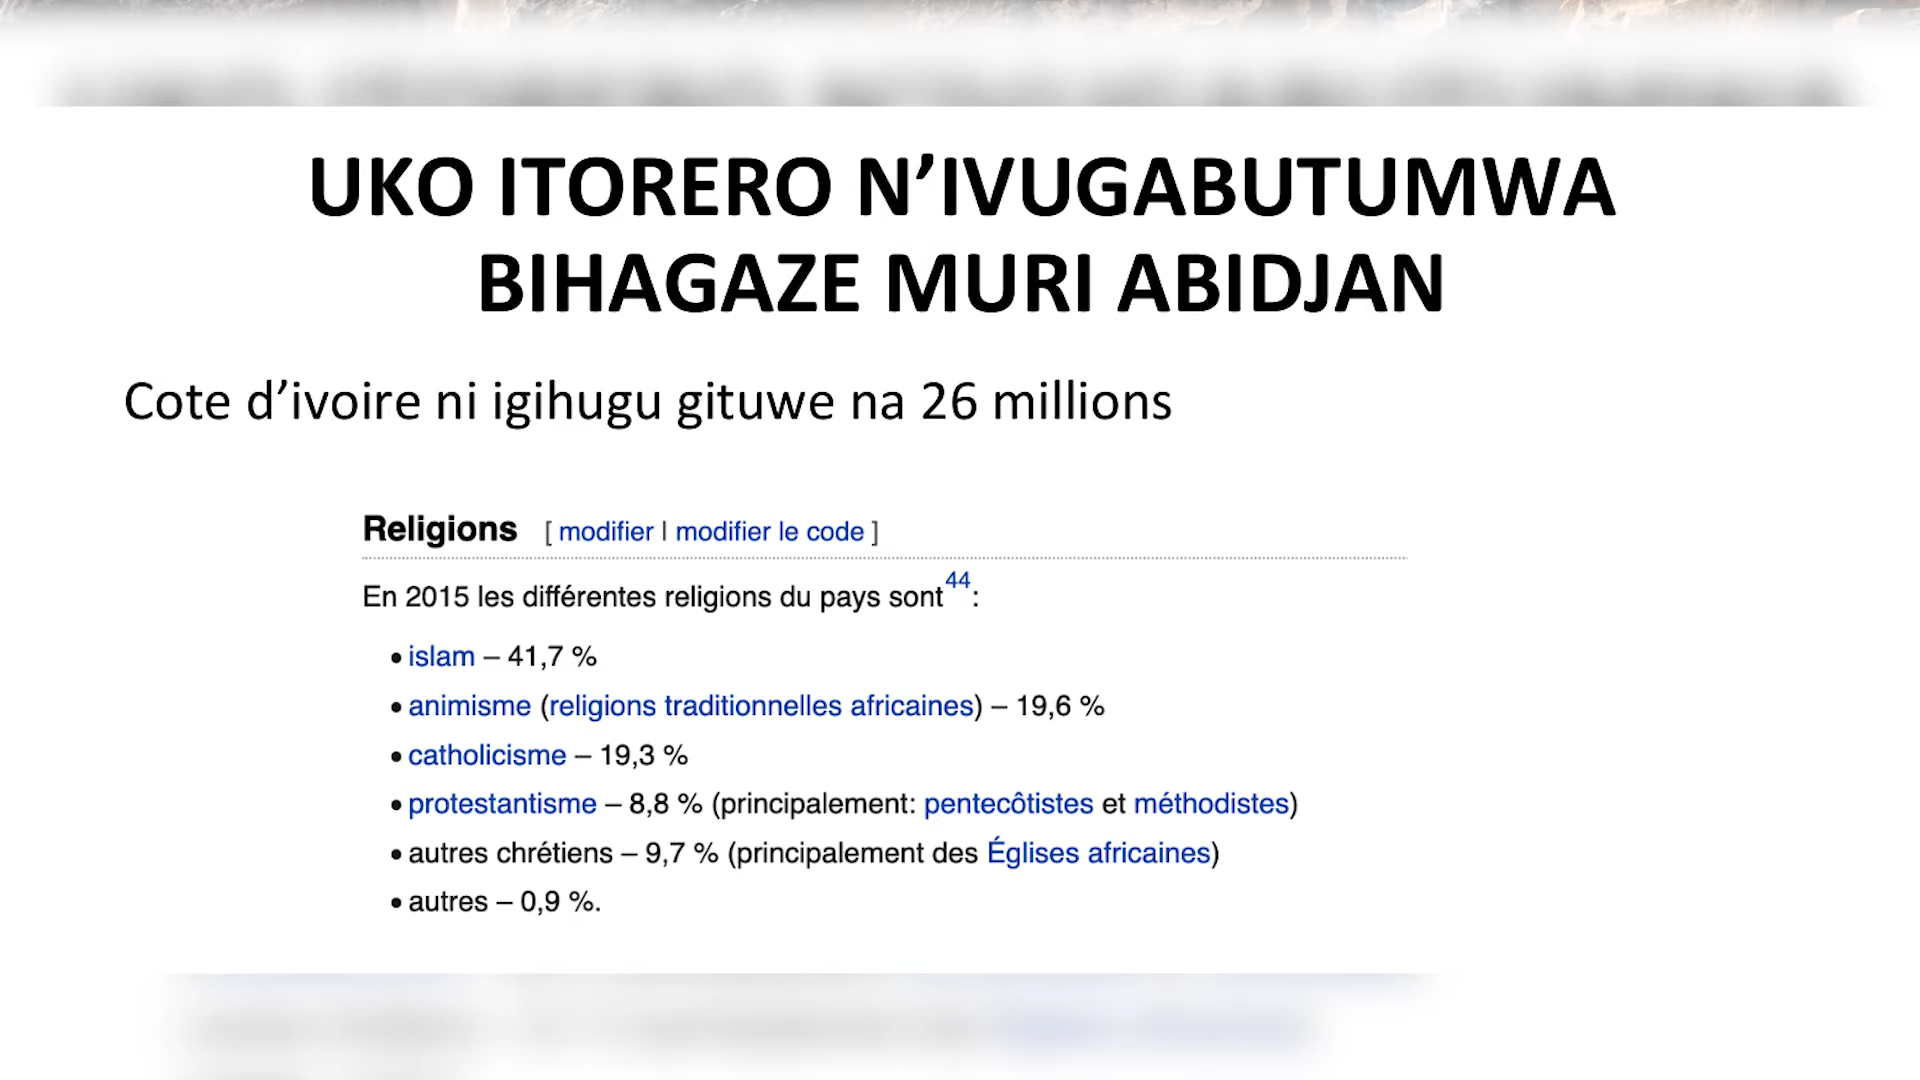 UKO ITORERO N’IVUGABUTUMWA
BIHAGAZE MURI ABIDJAN
Cote d’ivoire ni igihugu gituwe na 26 millions
Religions [ modifier | modifier le code ]
En 2015 les différentes religions du pays sont44:
• islam – 41,7 %
• animisme (religions traditionnelles africaines) – 19,6 %
• catholicisme – 19,3 %
• protestantisme – 8,8 % (principalement: pentecôtistes et méthodistes)
• autres chrétiens – 9,7 % (principalement des Églises africaines)
• autres – 0,9 %.